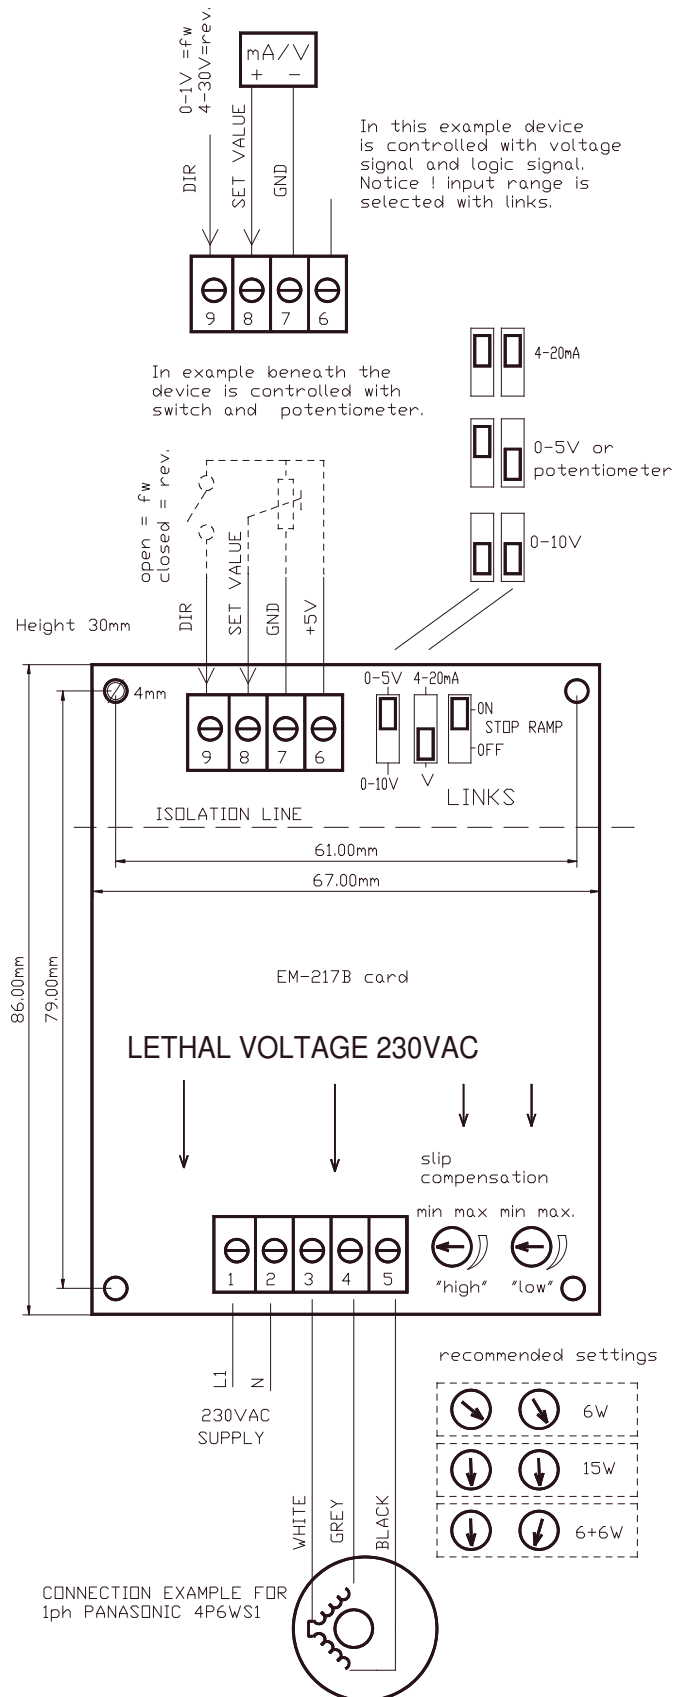 0-1V =fw
4-30V=rev.
mA/V
+ -
DIR
SET VALUE
GND
In this example device
is controlled with voltage
signal and logic signal.
Notice ! input range is
selected with links.
9 8 7 6
4-20mA
In example beneath the
device is controlled with
switch and potentiometer.
0-5V or
potentiometer
0-10V
open = fw
closed = rev.
DIR
SET VALUE
GND
+5V
Height 30mm
4mm
0-5V 4-20mA
ON
STOP RAMP
OFF
9 8 7 6
0-10V V
LINKS
ISOLATION LINE
61.00mm
67.00mm
86.00mm
79.00mm
EM-217B card
LETHAL VOLTAGE 230VAC
slip
compensation
min max min max.
1 2 3 4 5
"high" "low"
recommended settings
L1
N
230VAC
SUPPLY
6W
15W
6+6W
WHITE
GREY
BLACK
CONNECTION EXAMPLE FOR
1ph PANASONIC 4P6WS1